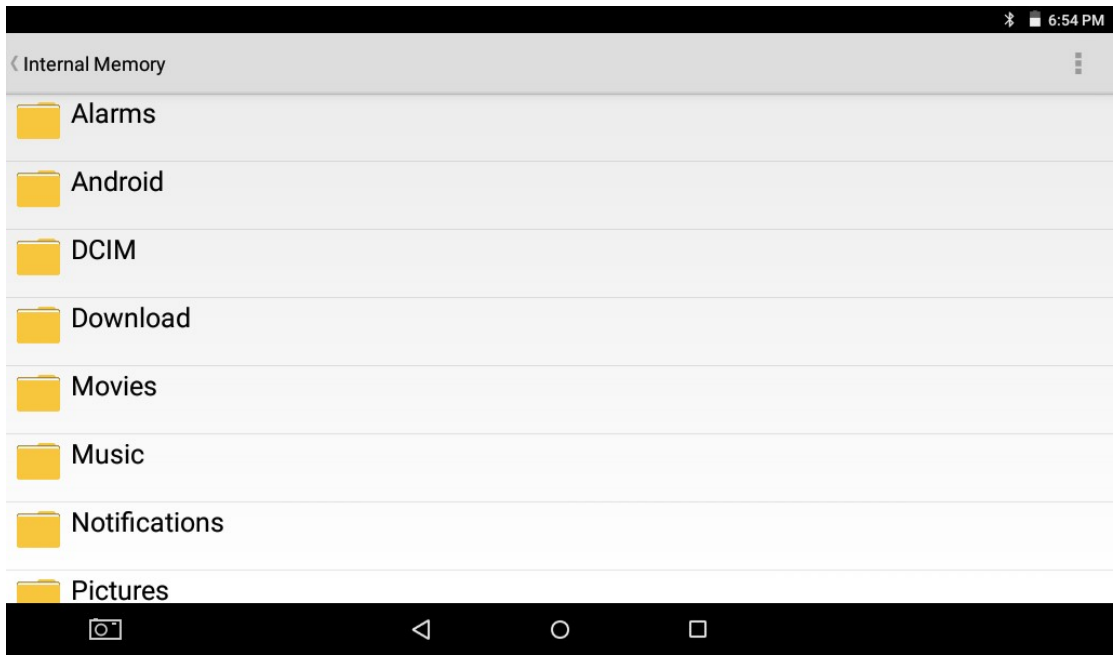 6:54 PM
Internal Memory
Alarms
Android
DCIM
Download
Movies
Music
Notifications
Pictures